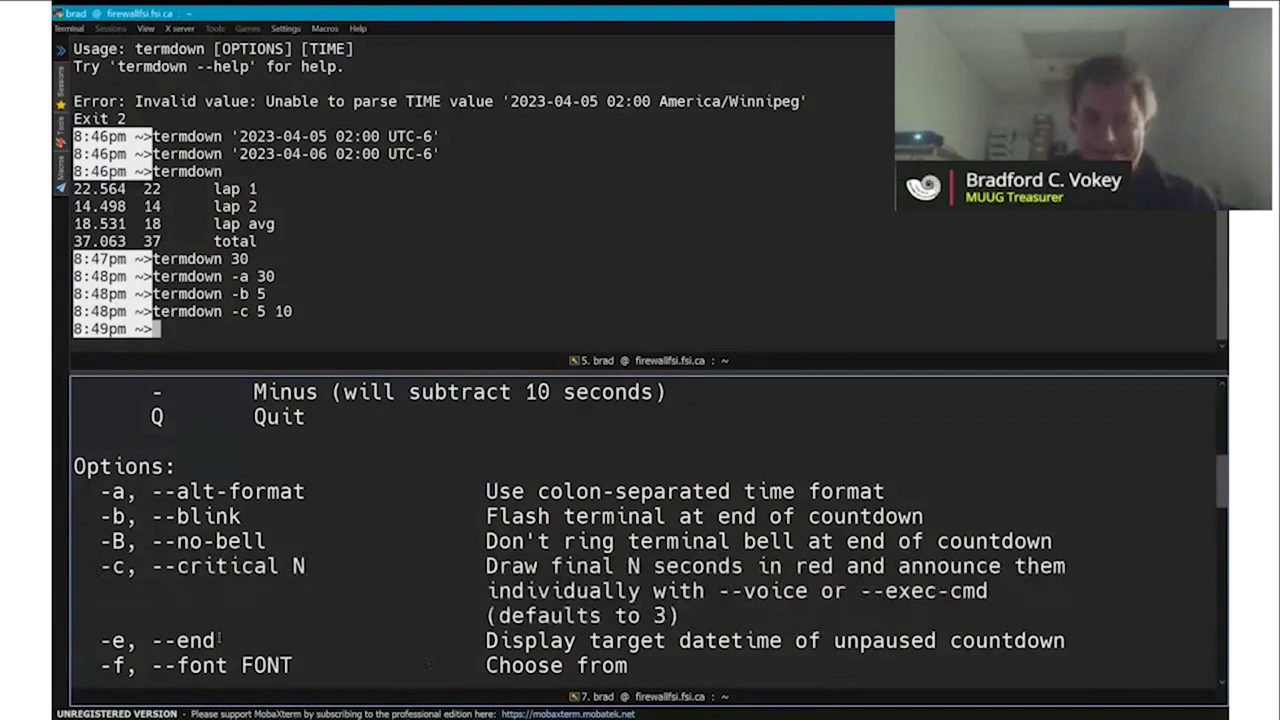 brad @ firewallfsi.fsi.ca : ~
Terminal Sessions View X server Tools Games Settings Macros Help
Usage: termdown [OPTIONS] [TIME]
Try 'termdown --help' for help.
Error: Invalid value: Unable to parse TIME value '2023-04-05 02:00 America/Winnipeg'
Exit 2
8:46pm ~>termdown '2023-04-05 02:00 UTC-6'
8:46pm ~>termdown '2023-04-06 02:00 UTC-6'
8:46pm ~>termdown
22.564 22 lap 1
14.498 14 lap 2
18.531 18 lap avg
37.063 37 total
8:47pm ~>termdown 30
8:48pm ~>termdown -a 30
8:48pm ~>termdown -b 5
8:48pm ~>termdown -c 5 10
8:49pm ~>
Sessions
Tools
Macros
Bradford C. Vokey
MUUG Treasurer
5. brad @ firewallfsi.fsi.ca : ~
- Minus (will subtract 10 seconds)
Q Quit
Options:
-a, --alt-format Use colon-separated time format
-b, --blink Flash terminal at end of countdown
-B, --no-bell Don't ring terminal bell at end of countdown
-c, --critical N Draw final N seconds in red and announce them
individually with --voice or --exec-cmd
(defaults to 3)
-e, --end Display target datetime of unpaused countdown
-f, --font FONT Choose from
7. brad @ firewallfsi.fsi.ca : ~
UNREGISTERED VERSION - Please support MobaXterm by subscribing to the professional edition here: https://mobaxterm.mobatek.net